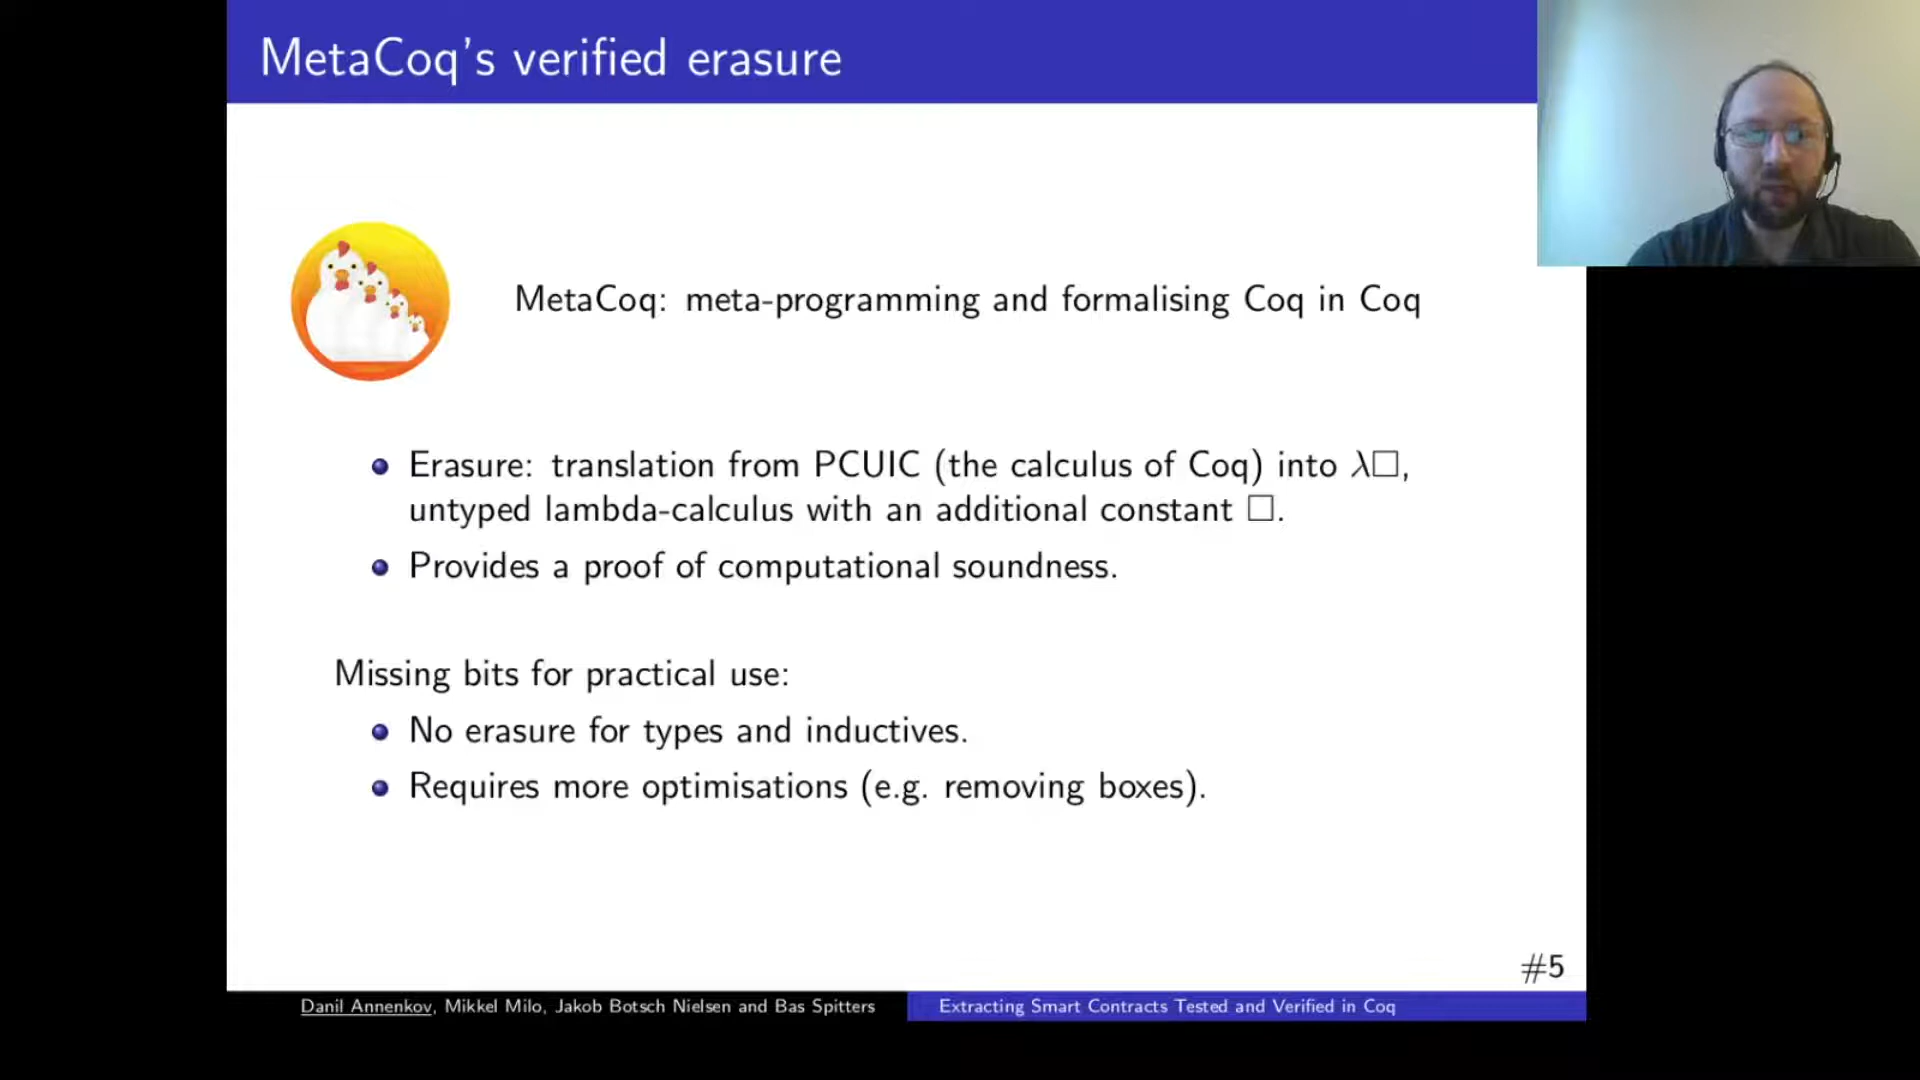 MetaCoq's verified erasure
MetaCoq: meta-programming and formalising Coq in Coq
Erasure: translation from PCUIC (the calculus of Coq) into λ□,
untyped lambda-calculus with an additional constant □.
Provides a proof of computational soundness.
Missing bits for practical use:
No erasure for types and inductives.
Requires more optimisations (e.g. removing boxes).
#5
Danil Annenkov, Mikkel Milo, Jakob Botsch Nielsen and Bas Spitters
Extracting Smart Contracts Tested and Verified in Coq